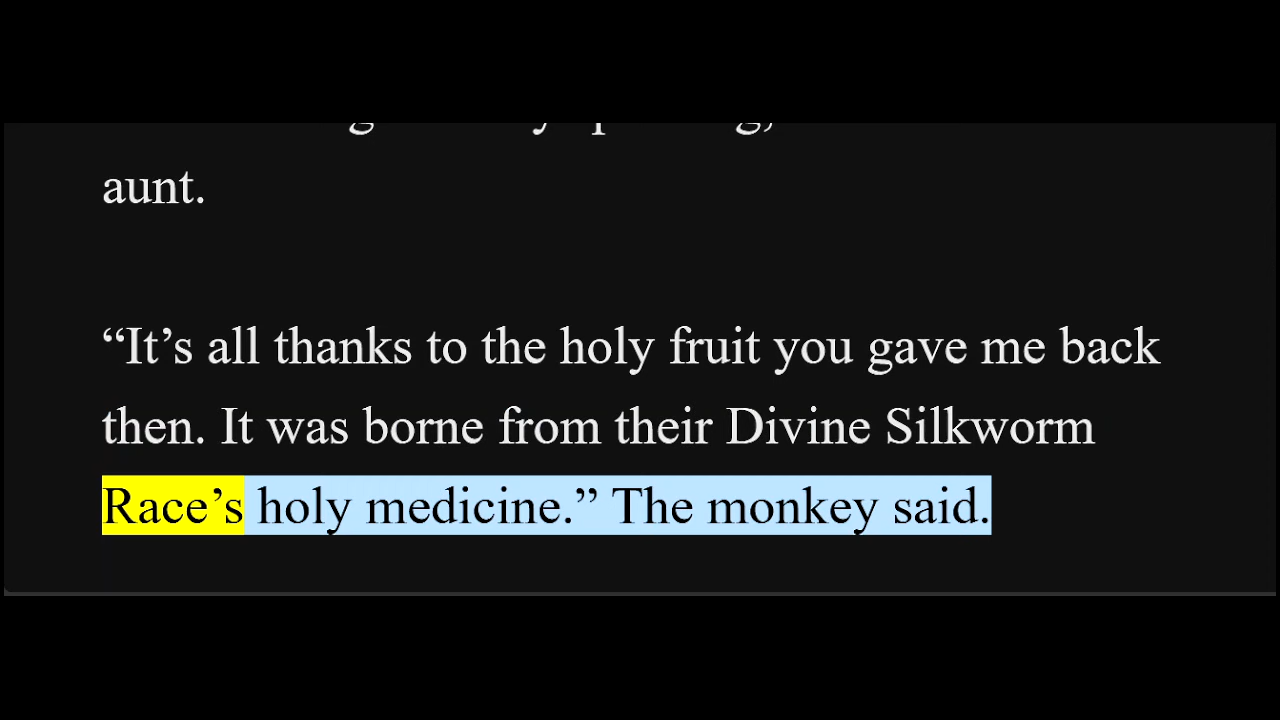 aunt.
“It’s all thanks to the holy fruit you gave me back
then. It was borne from their Divine Silkworm
Race’s holy medicine.” The monkey said.